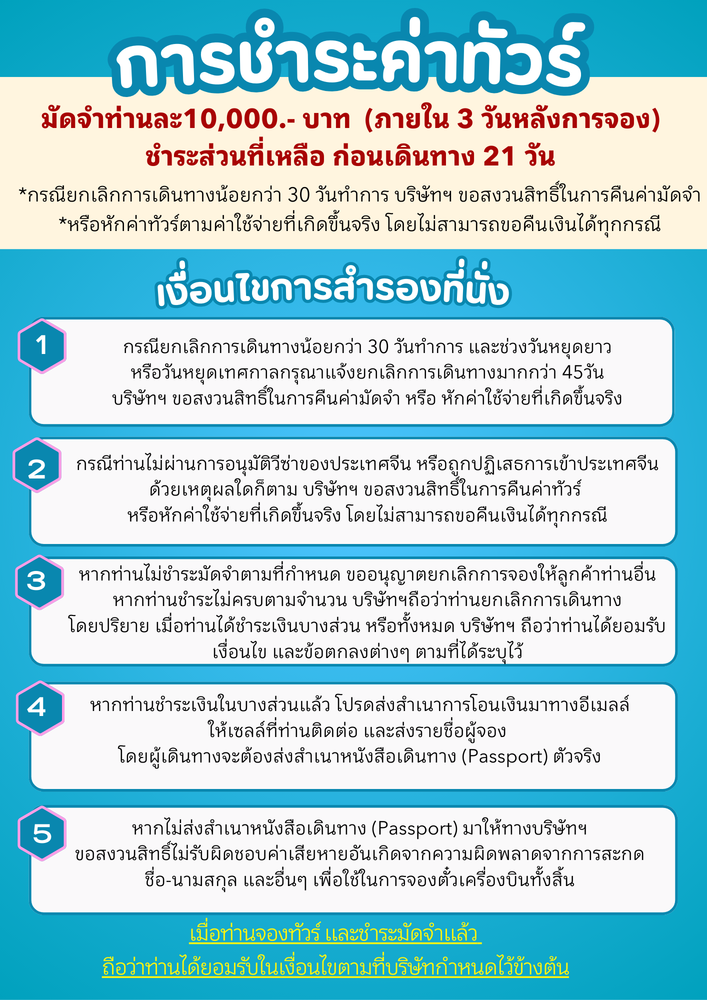 การชำระค่าทัวร์
มัดจำท่านละ10,000.- บาท (ภายใน 3 วันหลังการจอง)
ชำระส่วนที่เหลือ ก่อนเดินทาง 21 วัน
*กรณียกเลิกการเดินทางน้อยกว่า 30 วันทำการ บริษัทฯ ขอสงวนสิทธิ์ในการคืนค่ามัดจำ
*หรือหักค่าทัวร์ตามค่าใช้จ่ายที่เกิดขึ้นจริง โดยไม่สามารถขอคืนเงินได้ทุกกรณี
เงื่อนไขการสำรองที่นั่ง
1
กรณียกเลิกการเดินทางน้อยกว่า 30 วันทำการ และช่วงวันหยุดยาว
หรือวันหยุดเทศกาลกรุณาแจ้งยกเลิกการเดินทางมากกว่า 45วัน
บริษัทฯ ขอสงวนสิทธิ์ในการคืนค่ามัดจำ หรือ หักค่าใช้จ่ายที่เกิดขึ้นจริง
2
กรณีท่านไม่ผ่านการอนุมัติวีซ่าของประเทศจีน หรือถูกปฏิเสธการเข้าประเทศจีน
ด้วยเหตุผลใดก็ตาม บริษัทฯ ขอสงวนสิทธิ์ในการคืนค่าทัวร์
หรือหักค่าใช้จ่ายที่เกิดขึ้นจริง โดยไม่สามารถขอคืนเงินได้ทุกกรณี
3
หากท่านไม่ชำระมัดจำตามที่กำหนด ขออนุญาตยกเลิกการจองให้ลูกค้าท่านอื่น
หากท่านชำระไม่ครบตามจำนวน บริษัทฯถือว่าท่านยกเลิกการเดินทาง
โดยปริยาย เมื่อท่านได้ชำระเงินบางส่วน หรือทั้งหมด บริษัทฯ ถือว่าท่านได้ยอมรับ
เงื่อนไข และข้อตกลงต่างๆ ตามที่ได้ระบุไว้
4
หากท่านชำระเงินในบางส่วนแล้ว โปรดส่งสำเนาการโอนเงินมาทางอีเมลล์
ให้เซลล์ที่ท่านติดต่อ และส่งรายชื่อผู้จอง
โดยผู้เดินทางจะต้องส่งสำเนาหนังสือเดินทาง (Passport) ตัวจริง
5
หากไม่ส่งสำเนาหนังสือเดินทาง (Passport) มาให้ทางบริษัทฯ
ขอสงวนสิทธิ์ไม่รับผิดชอบค่าเสียหายอันเกิดจากความผิดพลาดจากการสะกด
ชื่อ-นามสกุล และอื่นๆ เพื่อใช้ในการจองตั๋วเครื่องบินทั้งสิ้น
เมื่อท่านจองทัวร์ และชำระมัดจำแล้ว
ถือว่าท่านได้ยอมรับในเงื่อนไขตามที่บริษัทกำหนดไว้ข้างต้น